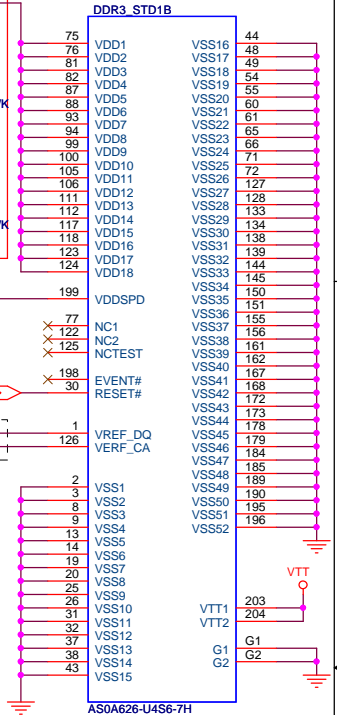 DDR3_STD1B
75 VDD1 VSS16 44
76 VDD2 VSS17 48
81 VDD3 VSS18 49
82 VDD4 VSS19 54
87 VDD5 VSS20 55
88 VDD6 VSS21 60
93 VDD7 VSS22 61
94 VDD8 VSS23 65
99 VDD9 VSS24 66
100 VDD10 VSS25 71
105 VDD11 VSS26 72
106 VDD12 VSS27 127
111 VDD13 VSS28 128
112 VDD14 VSS29 133
117 VDD15 VSS30 134
118 VDD16 VSS31 138
123 VDD17 VSS32 139
124 VDD18 VSS33 144
VSS34 145
199 VDDSPD VSS35 150
VSS36 151
77 NC1 VSS37 155
122 NC2 VSS38 156
125 NCTEST VSS39 161
VSS40 162
198 EVENT# VSS41 167
30 RESET# VSS42 168
VSS43 172
VSS44 173
1 VREF_DQ VSS45 178
126 VERF_CA VSS46 179
VSS47 184
VSS48 185
2 VSS1 VSS49 189
3 VSS2 VSS50 190
8 VSS3 VSS51 195
9 VSS4 VSS52 196
13 VSS5
14 VSS6
19 VSS7
20 VSS8 VTT
25 VSS9
26 VSS10 VTT1 203
31 VSS11 VTT2 204
32 VSS12
37 VSS13 G1 G1
38 VSS14 G2 G2
43 VSS15
AS0A626-U4S6-7H